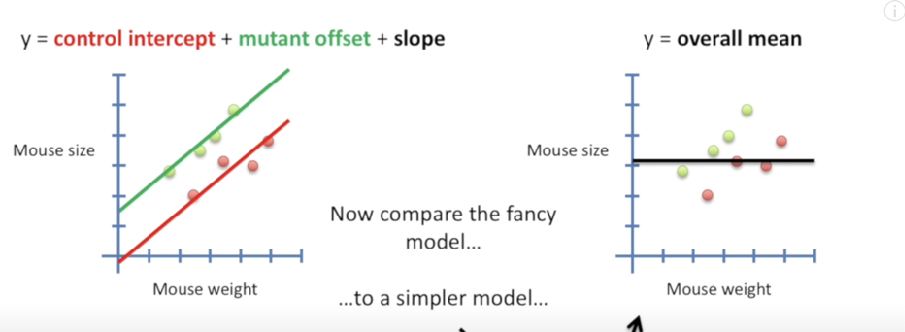 y = control intercept + mutant offset + slope
y = overall mean
Mouse size
Mouse size
Now compare the fancy
model...
Mouse weight
...to a simpler model...
Mouse weight